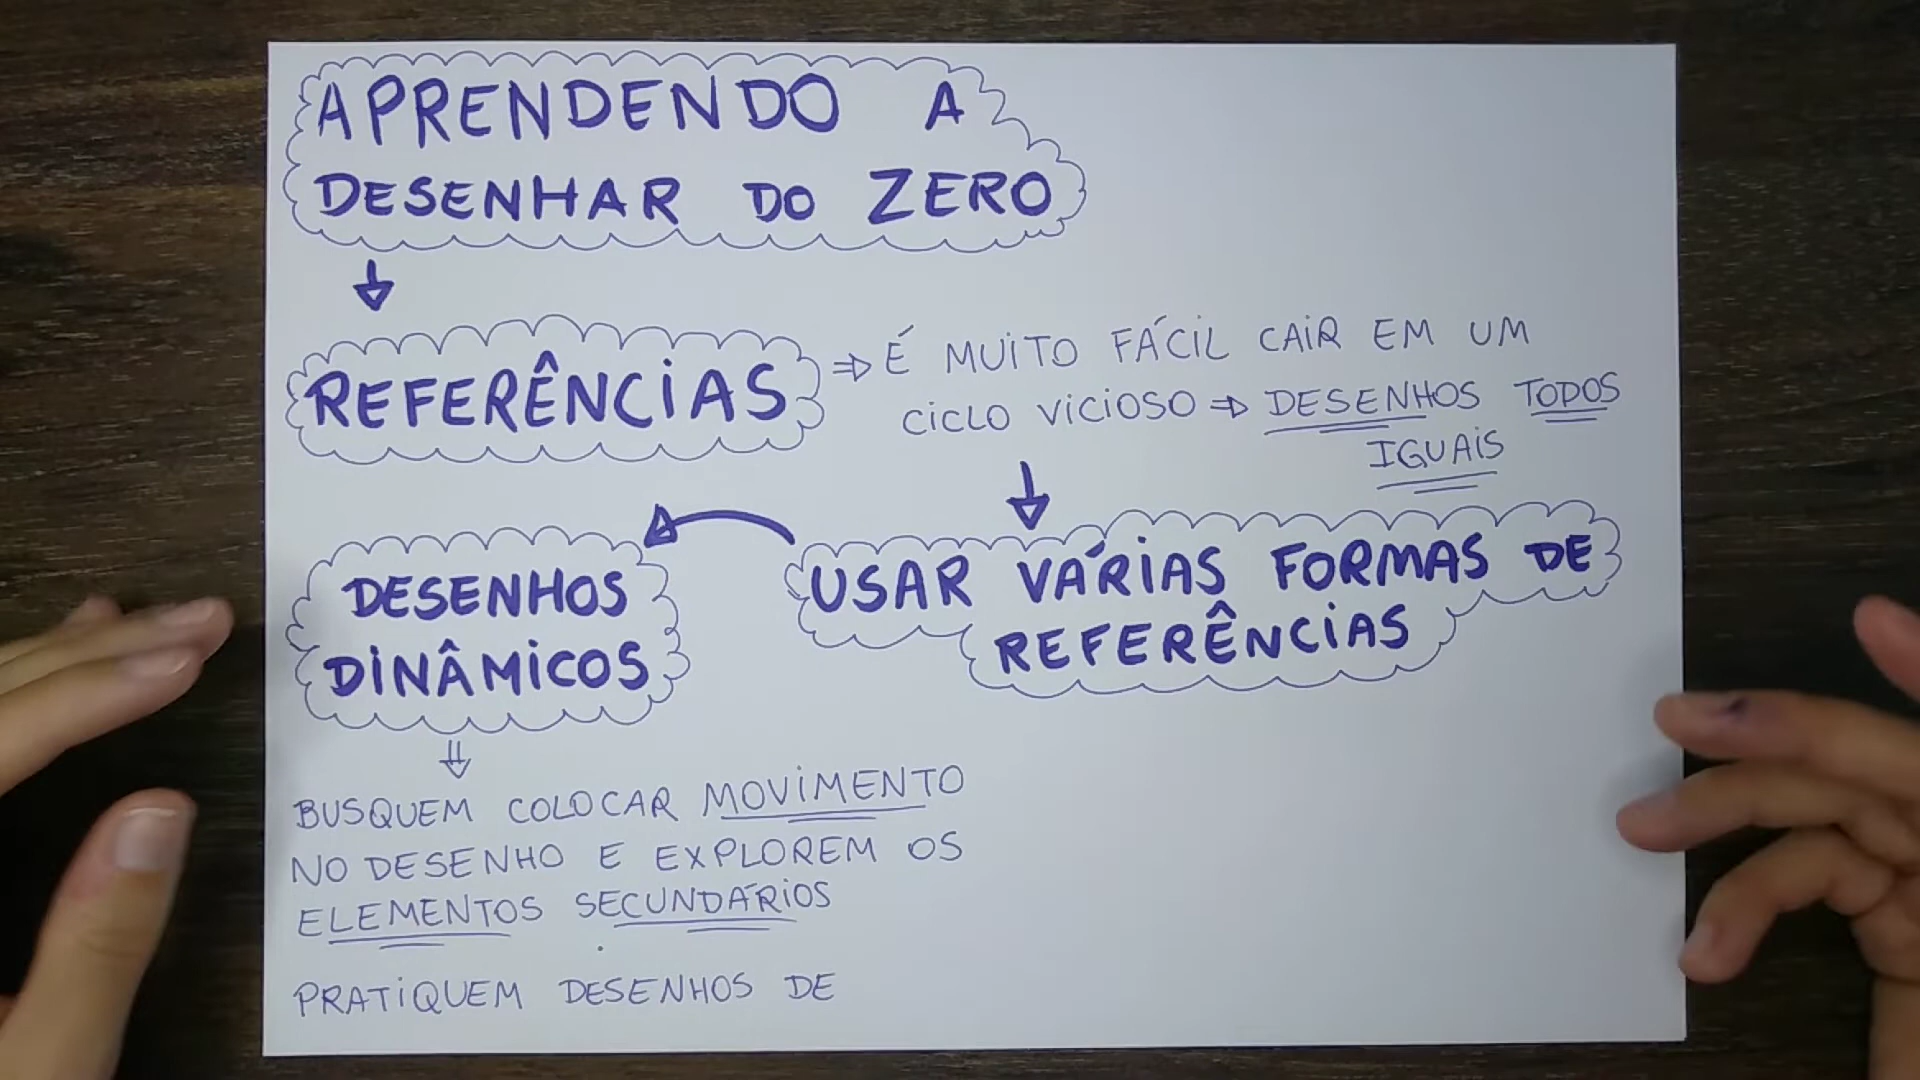 APRENDENDO A
DESENHAR DO ZERO
REFERÊNCIAS
⇒ É MUITO FÁCIL CAIR EM UM
CICLO VICIOSO ⇒ DESENHOS TODOS
IGUAIS
USAR VÁRIAS FORMAS DE
REFERÊNCIAS
DESENHOS
DINÂMICOS
BUSQUEM COLOCAR MOVIMENTO
NO DESENHO E EXPLOREM OS
ELEMENTOS SECUNDÁRIOS
PRATIQUEM DESENHOS DE